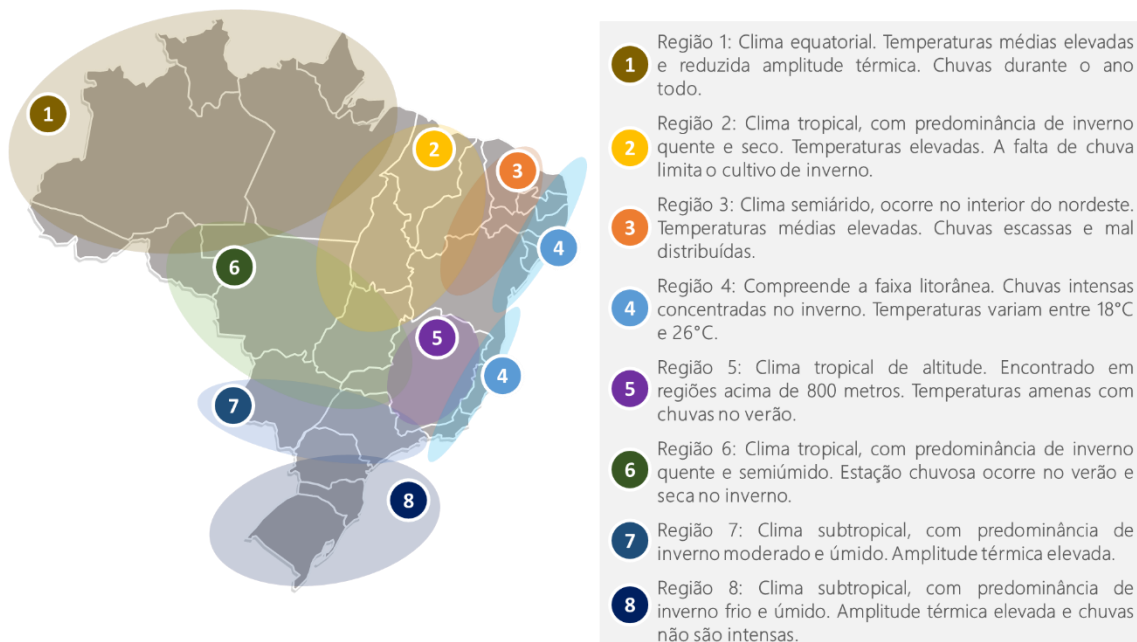 1
2
3
4
6
5
4
7
8
1
Região 1: Clima equatorial. Temperaturas médias elevadas
e reduzida amplitude térmica. Chuvas durante o ano
todo.
2
Região 2: Clima tropical, com predominância de inverno
quente e seco. Temperaturas elevadas. A falta de chuva
limita o cultivo de inverno.
3
Região 3: Clima semiárido, ocorre no interior do nordeste.
Temperaturas médias elevadas. Chuvas escassas e mal
distribuídas.
4
Região 4: Compreende a faixa litorânea. Chuvas intensas
concentradas no inverno. Temperaturas variam entre 18°C
e 26°C.
5
Região 5: Clima tropical de altitude. Encontrado em
regiões acima de 800 metros. Temperaturas amenas com
chuvas no verão.
6
Região 6: Clima tropical, com predominância de inverno
quente e semiúmido. Estação chuvosa ocorre no verão e
seca no inverno.
7
Região 7: Clima subtropical, com predominância de
inverno moderado e úmido. Amplitude térmica elevada.
8
Região 8: Clima subtropical, com predominância de
inverno frio e úmido. Amplitude térmica elevada e chuvas
não são intensas.